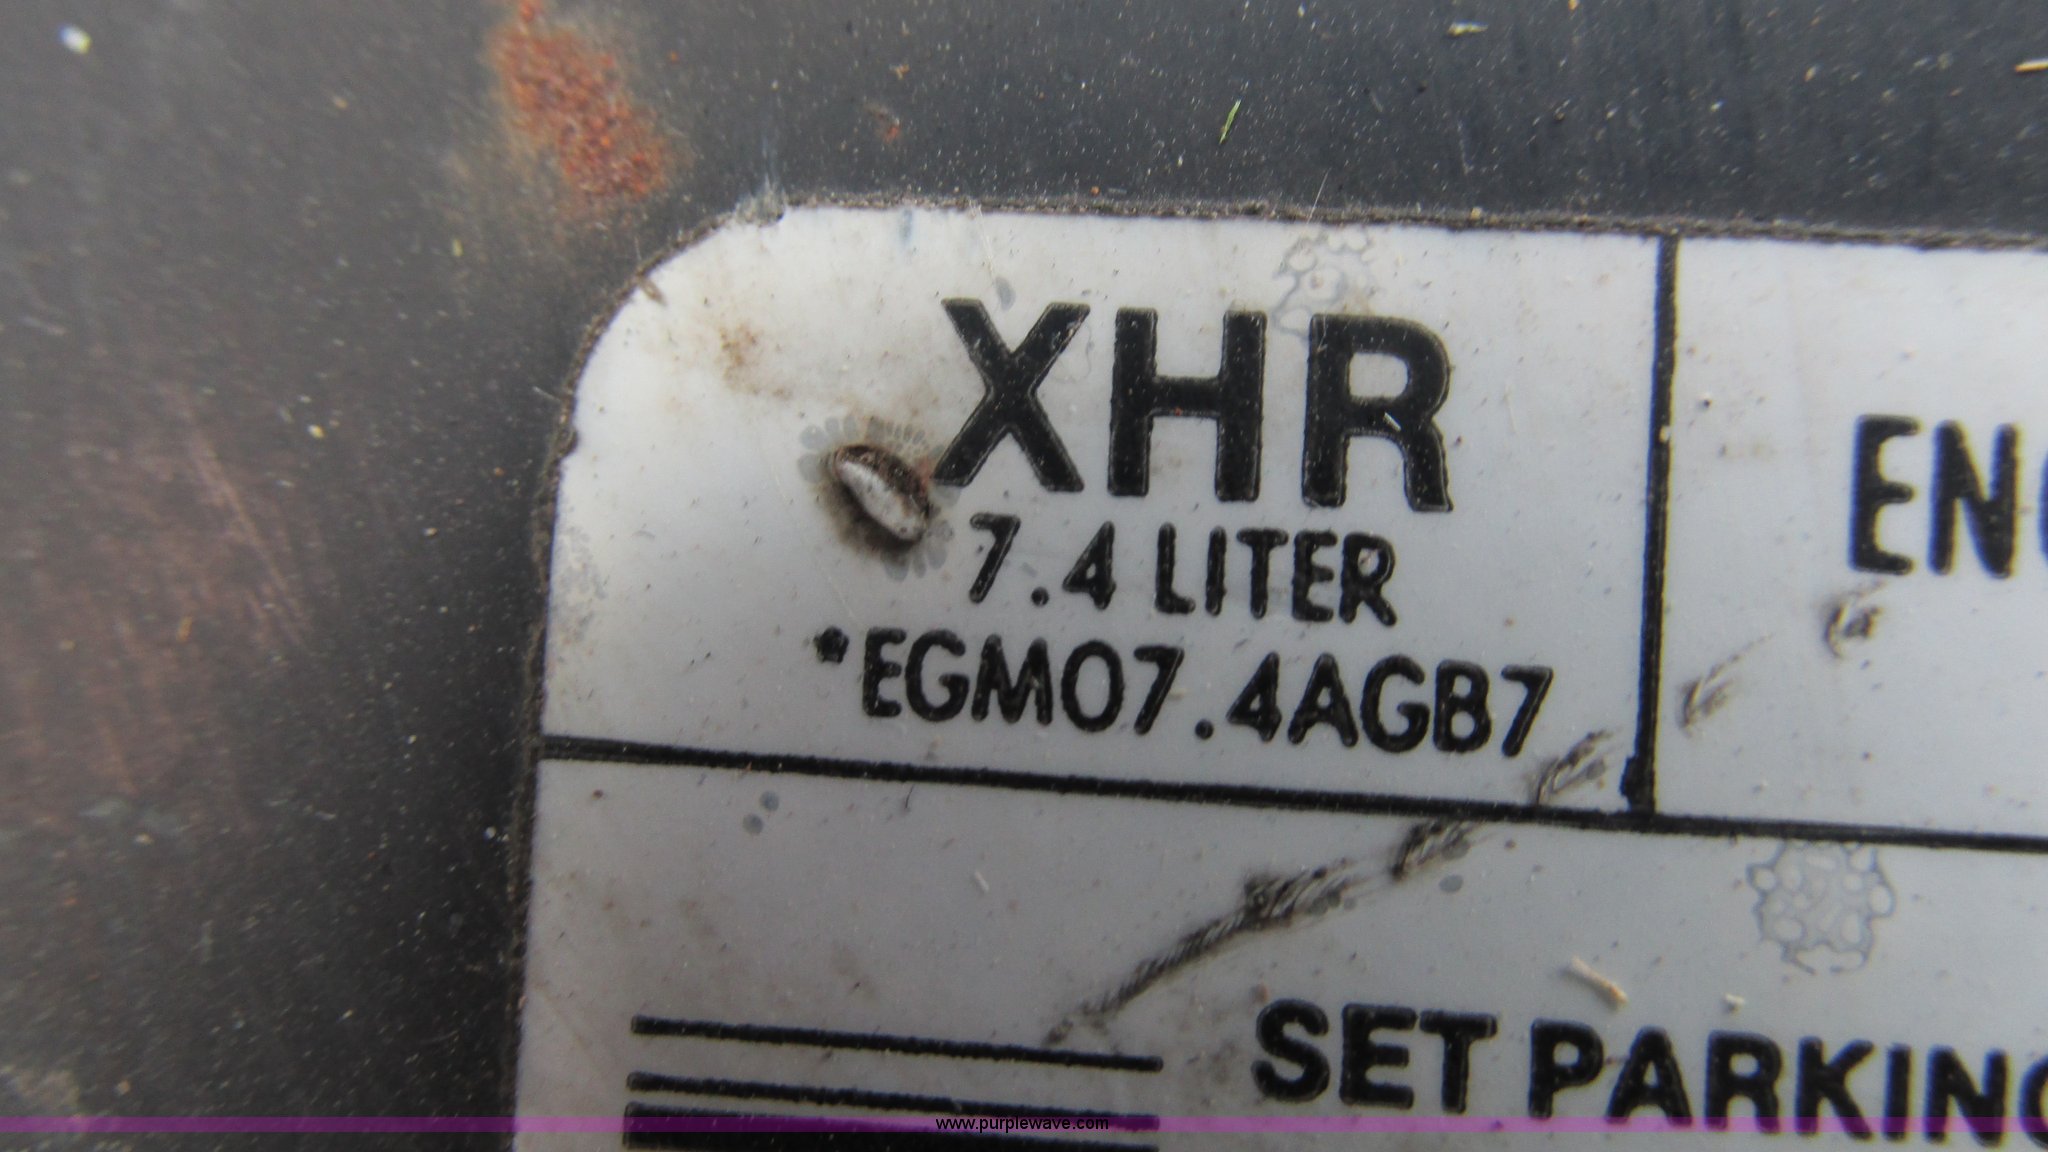 XHR
7.4 LITER
*EGM07.4AGB7
SET PARKING
www.purplewave.com